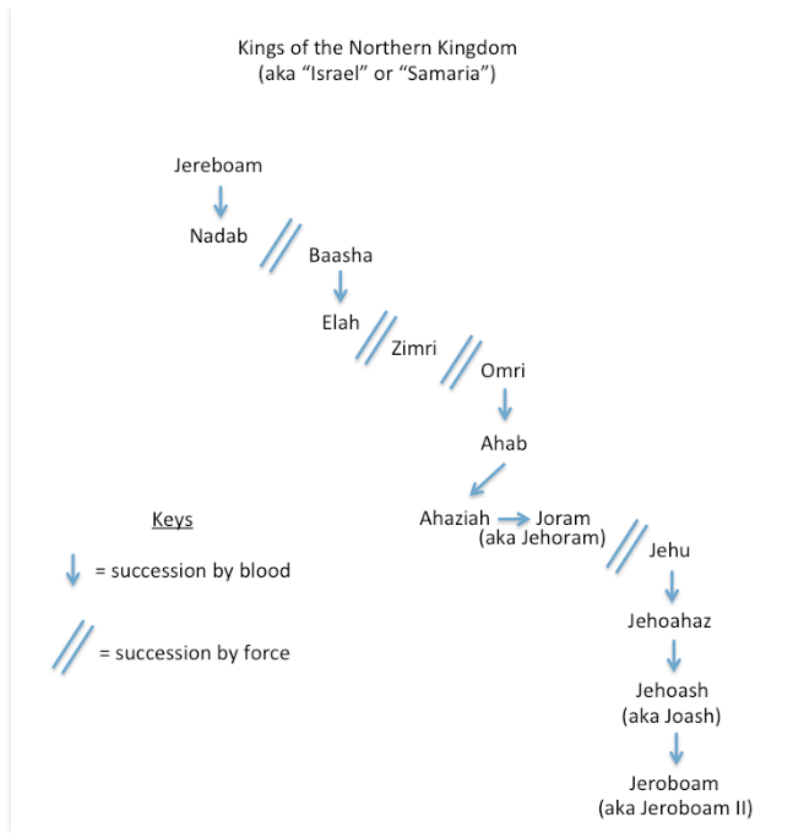 Kings of the Northern Kingdom
(aka “Israel” or “Samaria”)
Jereboam
Nadab
Baasha
Elah
Zimri
Omri
Ahab
Ahaziah
Joram
(aka Jehoram)
Jehu
Jehoahaz
Jehoash
(aka Joash)
Jeroboam
(aka Jeroboam II)
Keys
= succession by blood
= succession by force